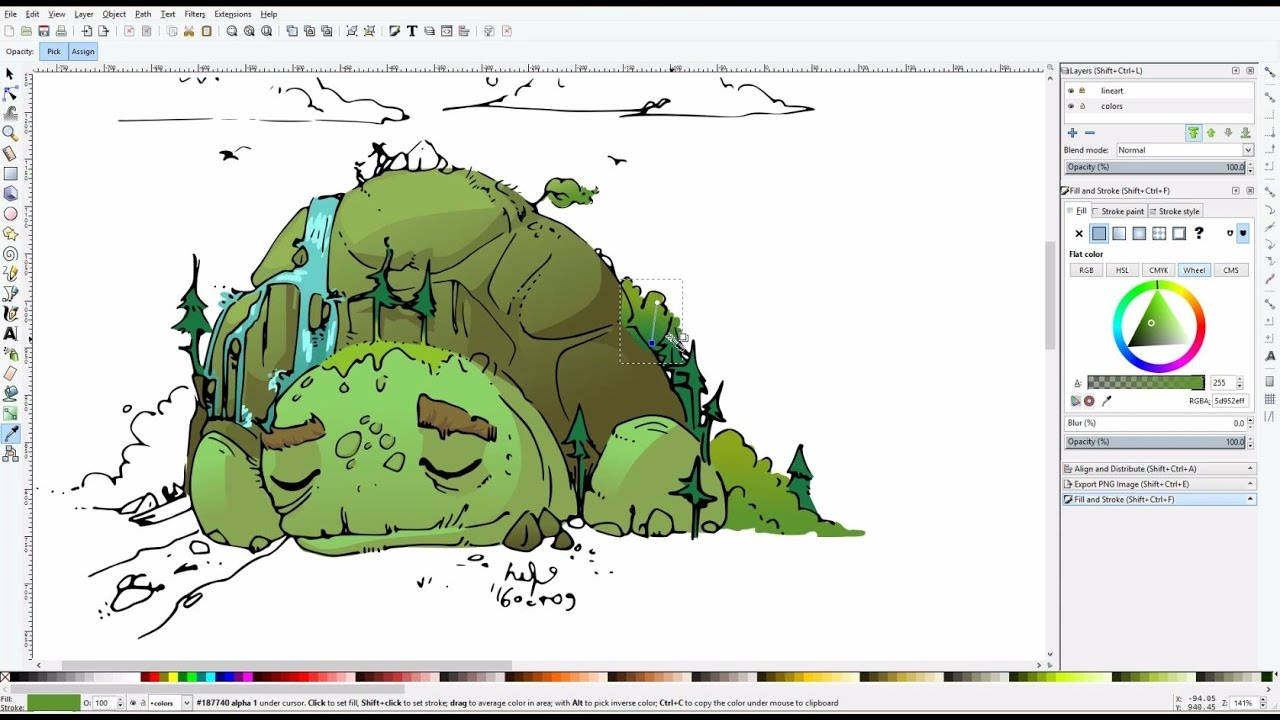 File Edit View Layer Object Path Text Filters Extensions Help
Opacity: Pick Assign
Layers (Shift+Ctrl+L)
lineart
colors
Blend mode: Normal
Opacity (%) 100.0
Fill and Stroke (Shift+Ctrl+F)
Fill Stroke paint Stroke style
?
Flat color
RGB HSL CMYK Wheel CMS
A: 255
RGBA: 5d952eff
Blur (%) 0.0
Opacity (%) 100.0
Align and Distribute (Shift+Ctrl+A)
Export PNG Image (Shift+Ctrl+E)
Fill and Stroke (Shift+Ctrl+F)
Fill:
Stroke:
O: 100
•colors
#187740 alpha 1 under cursor. Click to set fill, Shift+click to set stroke; drag to average color in area; with Alt to pick inverse color; Ctrl+C to copy the color under mouse to clipboard
X: -94.05
Y: 940.45
Z: 141%